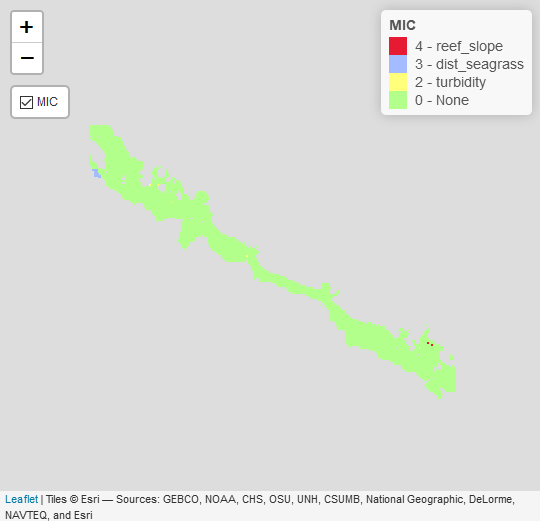 +
−
MIC
MIC
4 - reef_slope
3 - dist_seagrass
2 - turbidity
0 - None
Leaflet | Tiles © Esri — Sources: GEBCO, NOAA, CHS, OSU, UNH, CSUMB, National Geographic, DeLorme,
NAVTEQ, and Esri